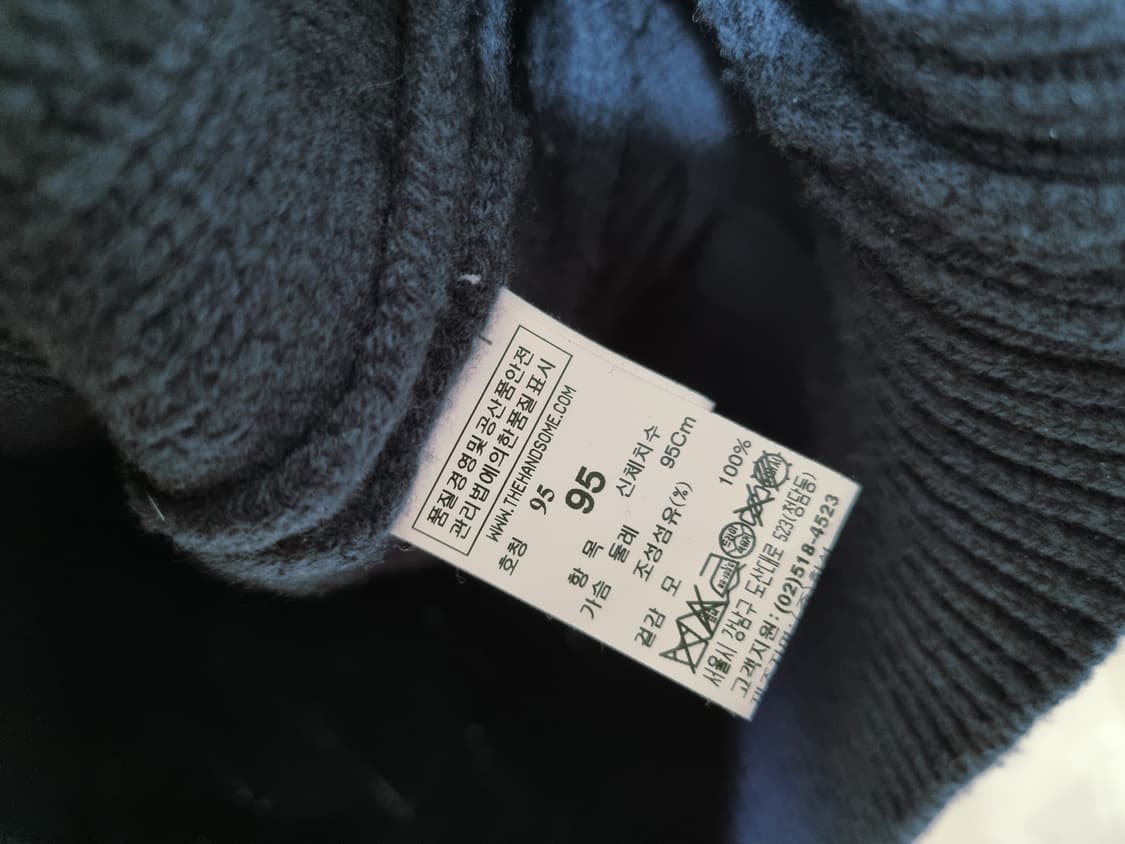 품질경영및 공산품안전
관리법에의한품질표시
WWW.THEHANDSOME.COM
호칭 95
95
항 목 신체치수
가슴 둘레 95Cm
조성섬유(%)
겉감 모 100%
서울시 강남구 도산대로 523(청담동)
고객지원:(02)518-4523